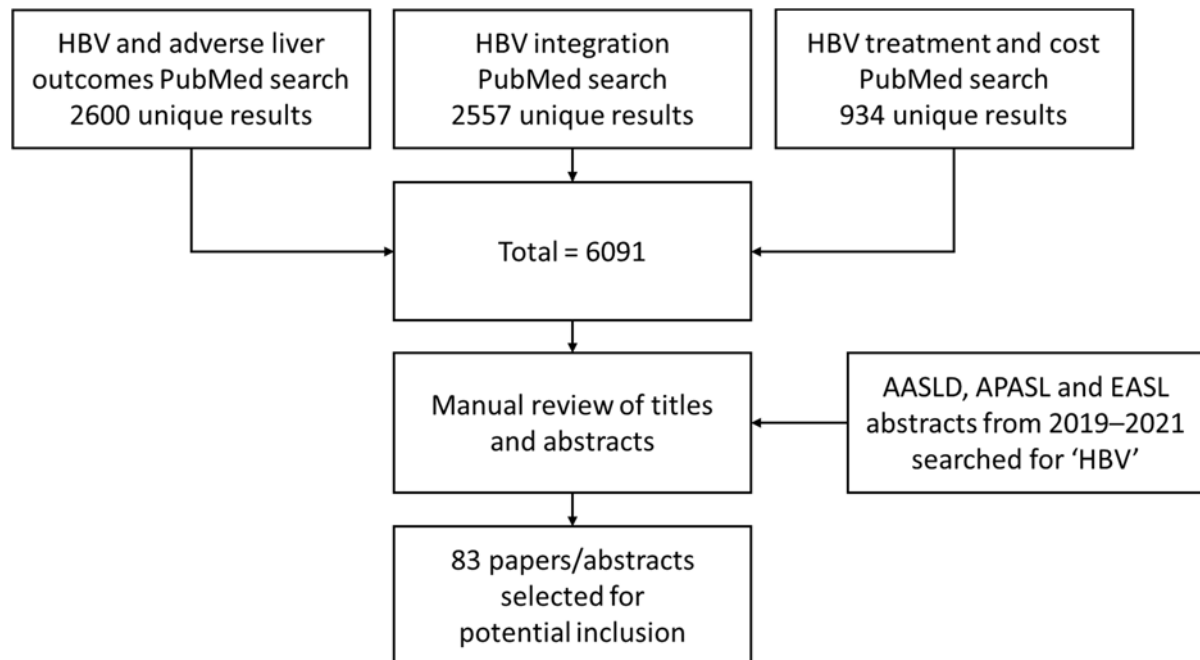 HBV and adverse liver
outcomes PubMed search
2600 unique results
HBV integration
PubMed search
2557 unique results
HBV treatment and cost
PubMed search
934 unique results
Total = 6091
Manual review of titles
and abstracts
AASLD, APASL and EASL
abstracts from 2019–2021
searched for ‘HBV’
83 papers/abstracts
selected for
potential inclusion